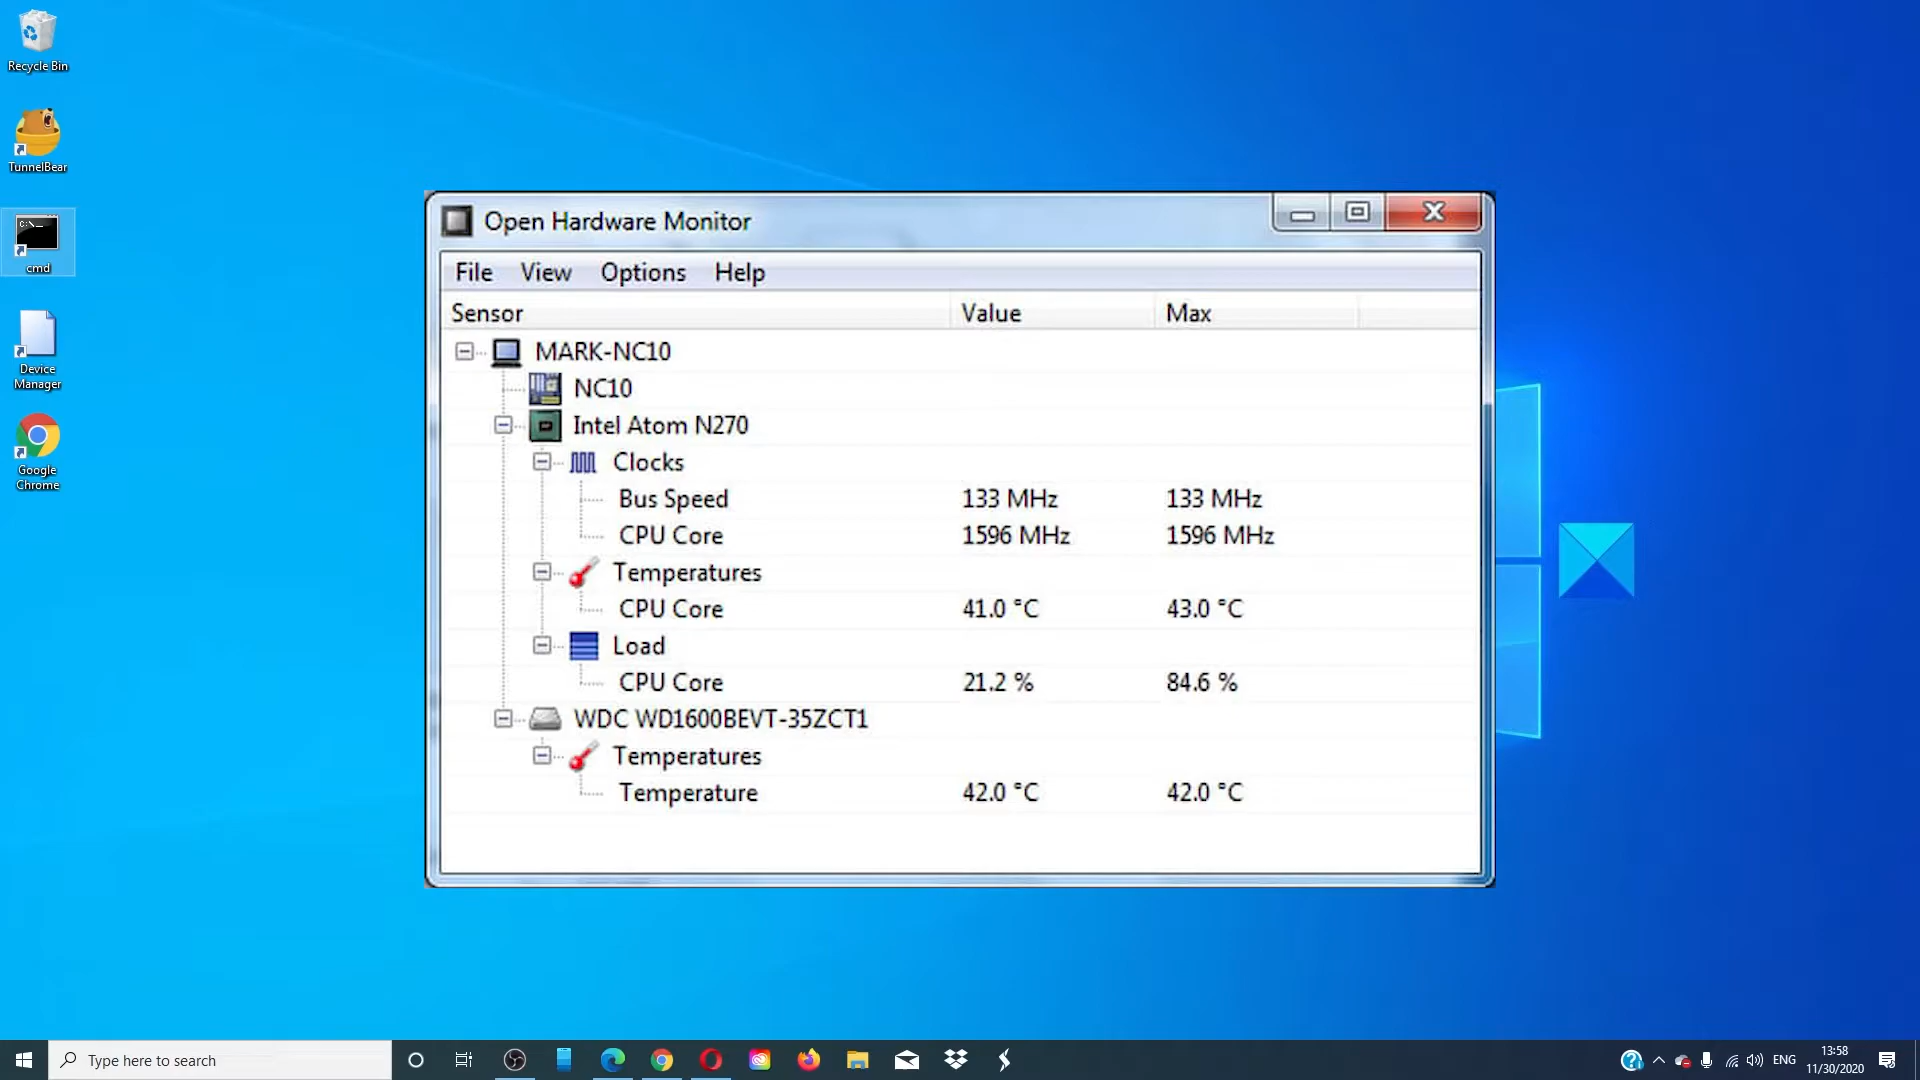 Recycle Bin
TunnelBear
C:\._
cmd
Device
Manager
Google
Chrome
Open Hardware Monitor
File View Options Help
Sensor Value Max
MARK-NC10
NC10
Intel Atom N270
Clocks
Bus Speed 133 MHz 133 MHz
CPU Core 1596 MHz 1596 MHz
Temperatures
CPU Core 41.0 °C 43.0 °C
Load
CPU Core 21.2 % 84.6 %
WDC WD1600BEVT-35ZCT1
Temperatures
Temperature 42.0 °C 42.0 °C
Type here to search
ENG
13:58
11/30/2020